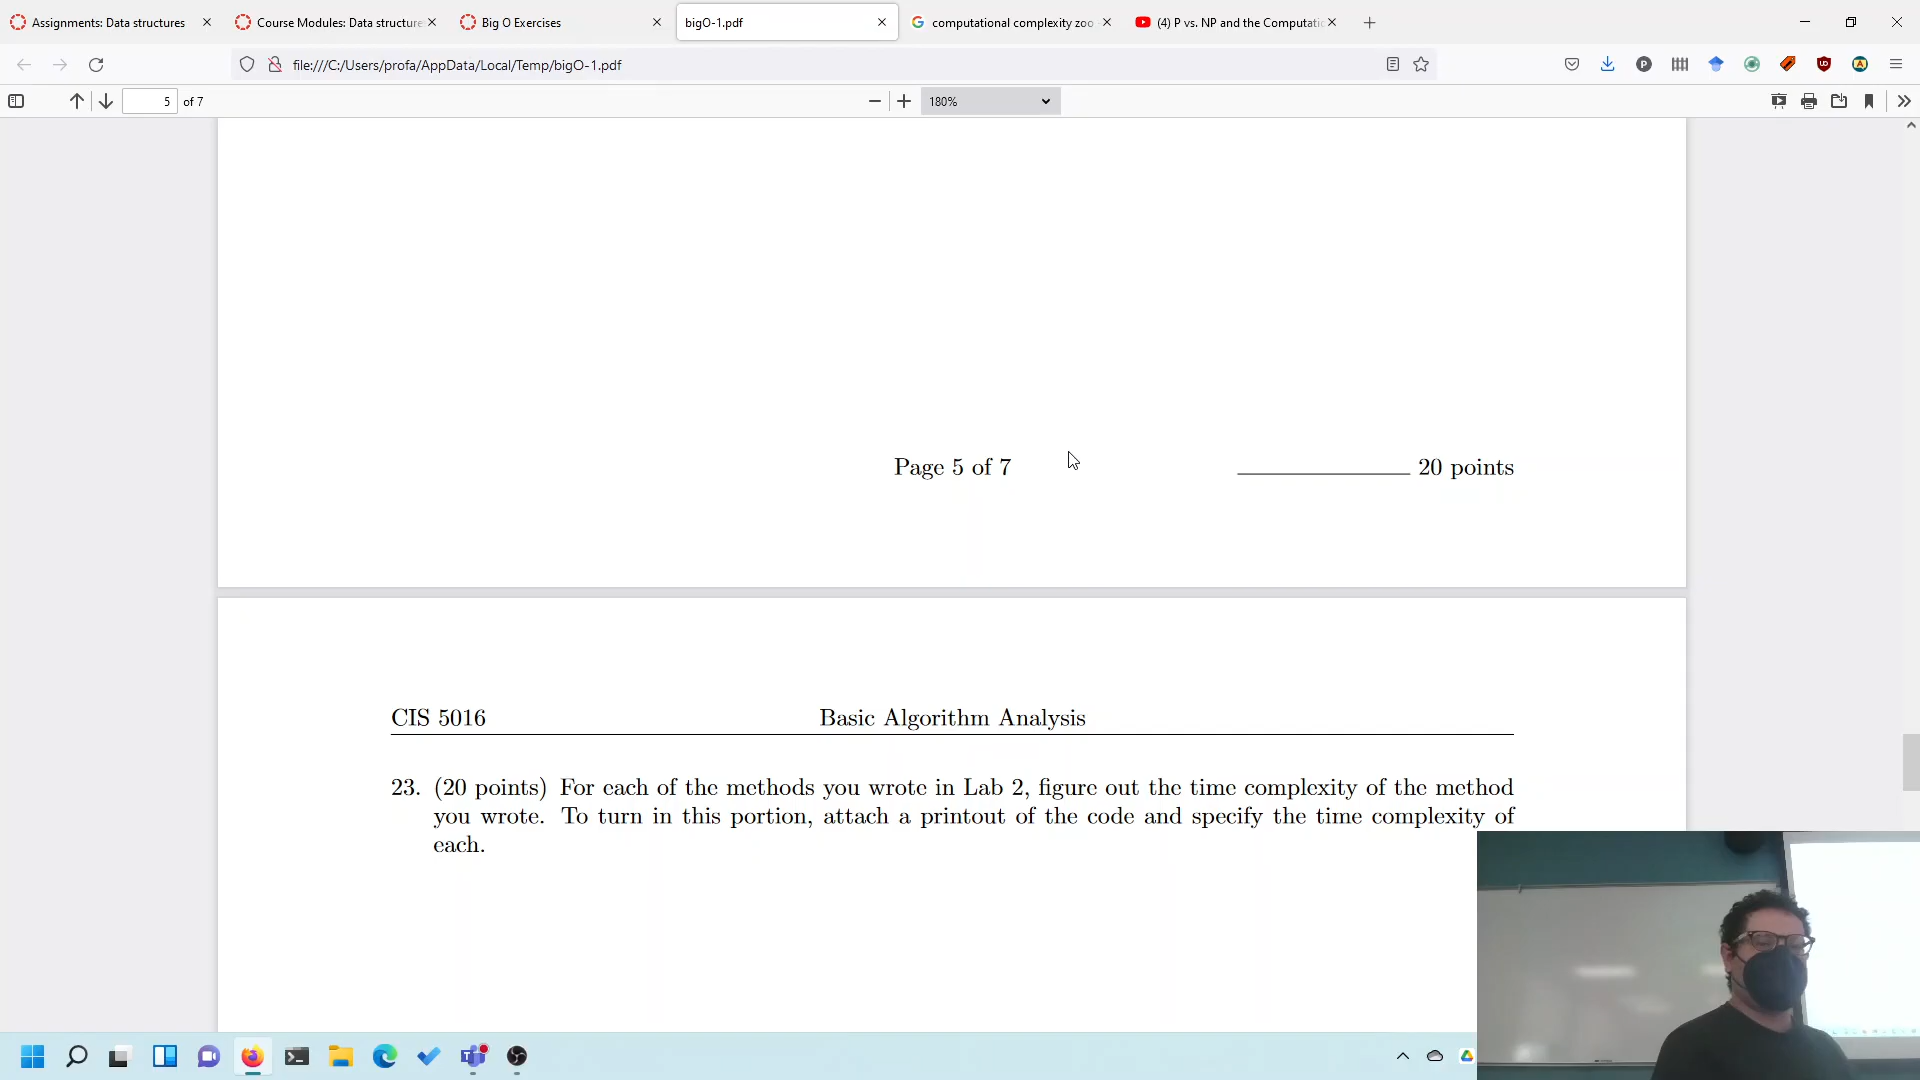 Assignments: Data structures
Course Modules: Data structure
Big O Exercises
bigO-1.pdf
computational complexity zoo
(4) P vs. NP and the Computatio
file:///C:/Users/profa/AppData/Local/Temp/bigO-1.pdf
5 of 7
180%
Page 5 of 7
20 points
CIS 5016
Basic Algorithm Analysis
23. (20 points) For each of the methods you wrote in Lab 2, figure out the time complexity of the method
you wrote. To turn in this portion, attach a printout of the code and specify the time complexity of
each.